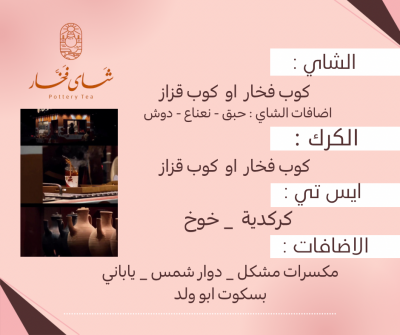 شاي فخار
Pottery Tea
الشاي :
كوب فخار او كوب قزاز
اضافات الشاي : حبق - نعناع - دوش
الكرك :
كوب فخار او كوب قزاز
ايس تي :
كركدية _ خوخ
الاضافات :
مكسرات مشكل _ دوار شمس _ ياباني
بسكوت ابو ولد